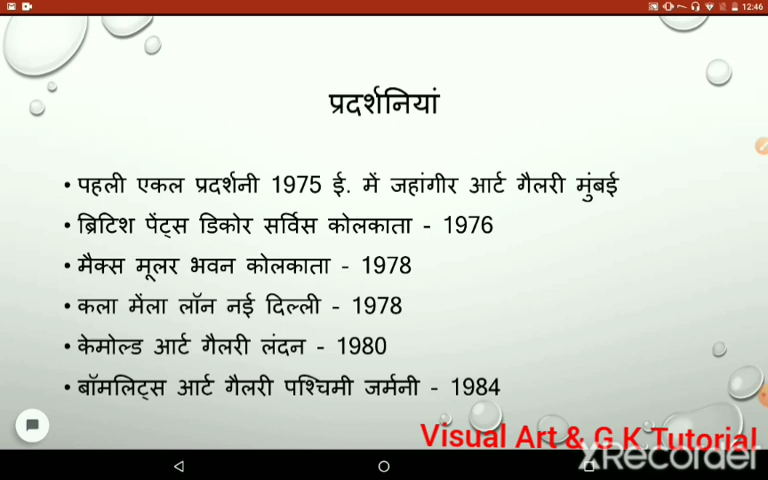 12:46
प्रदर्शनियां
• पहली एकल प्रदर्शनी 1975 ई. में जहांगीर आर्ट गैलरी मुंबई
• ब्रिटिश पेंट्स डिकोर सर्विस कोलकाता - 1976
• मैक्स मूलर भवन कोलकाता - 1978
• कला मेंला लॉन नई दिल्ली - 1978
• केमोल्ड आर्ट गैलरी लंदन - 1980
• बॉमलिट्स आर्ट गैलरी पश्चिमी जर्मनी - 1984
Visual Art & G K Tutorial
XRecorder